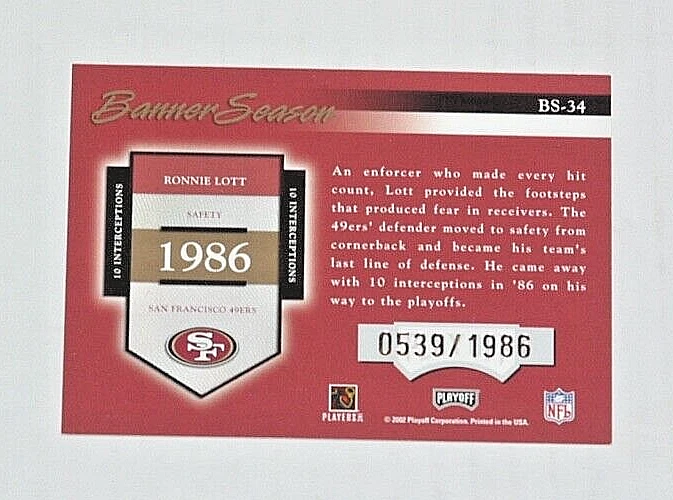 Banner Season
BS-34
RONNIE LOTT
SAFETY
1986
SAN FRANCISCO 49ERS
SF
10 INTERCEPTIONS
10 INTERCEPTIONS
An enforcer who made every hit
count, Lott provided the footsteps
that produced fear in receivers. The
49ers' defender moved to safety from
cornerback and became his team's
last line of defense. He came away
with 10 interceptions in '86 on his
way to the playoffs.
0539/1986
PLAYERS INC
PLAYOFF
NFL
© 2002 Playoff Corporation. Printed in the USA.